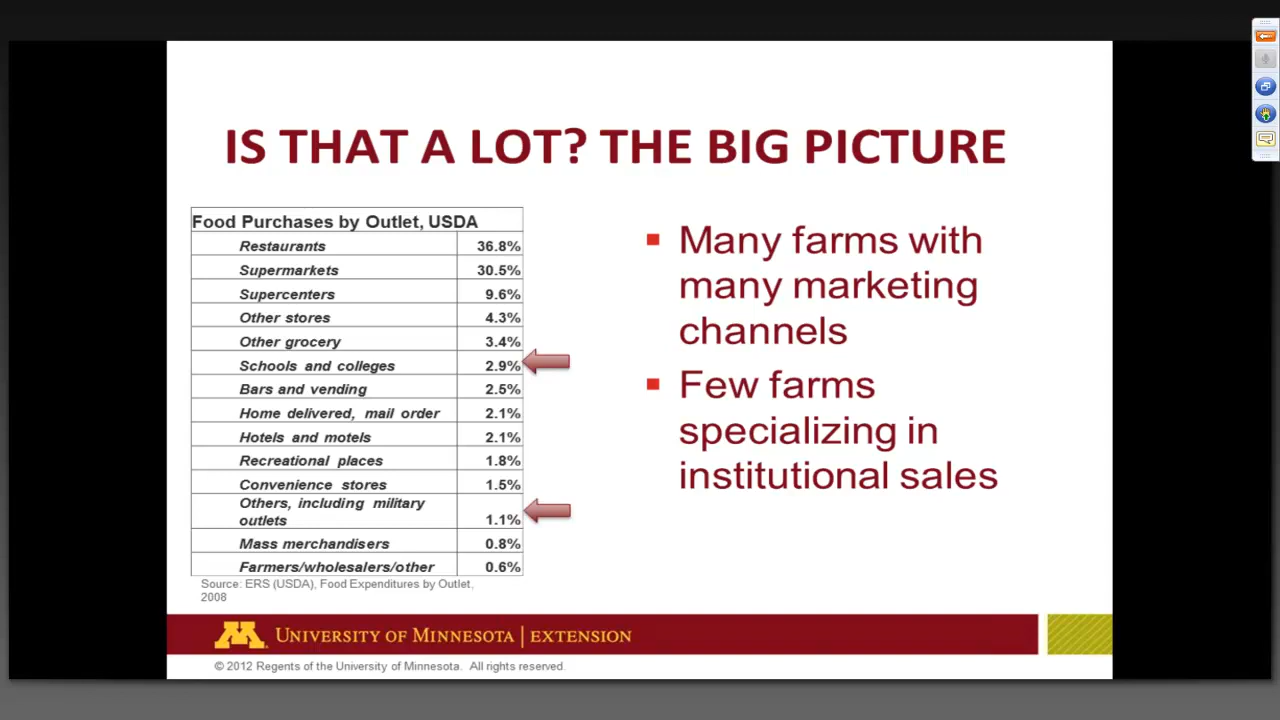 IS THAT A LOT? THE BIG PICTURE
Food Purchases by Outlet, USDA
Restaurants 36.8%
Supermarkets 30.5%
Supercenters 9.6%
Other stores 4.3%
Other grocery 3.4%
Schools and colleges 2.9%
Bars and vending 2.5%
Home delivered, mail order 2.1%
Hotels and motels 2.1%
Recreational places 1.8%
Convenience stores 1.5%
Others, including military
outlets 1.1%
Mass merchandisers 0.8%
Farmers/wholesalers/other 0.6%
Source: ERS (USDA), Food Expenditures by Outlet,
2008
Many farms with
many marketing
channels
Few farms
specializing in
institutional sales
M UNIVERSITY OF MINNESOTA | EXTENSION
© 2012 Regents of the University of Minnesota. All rights reserved.